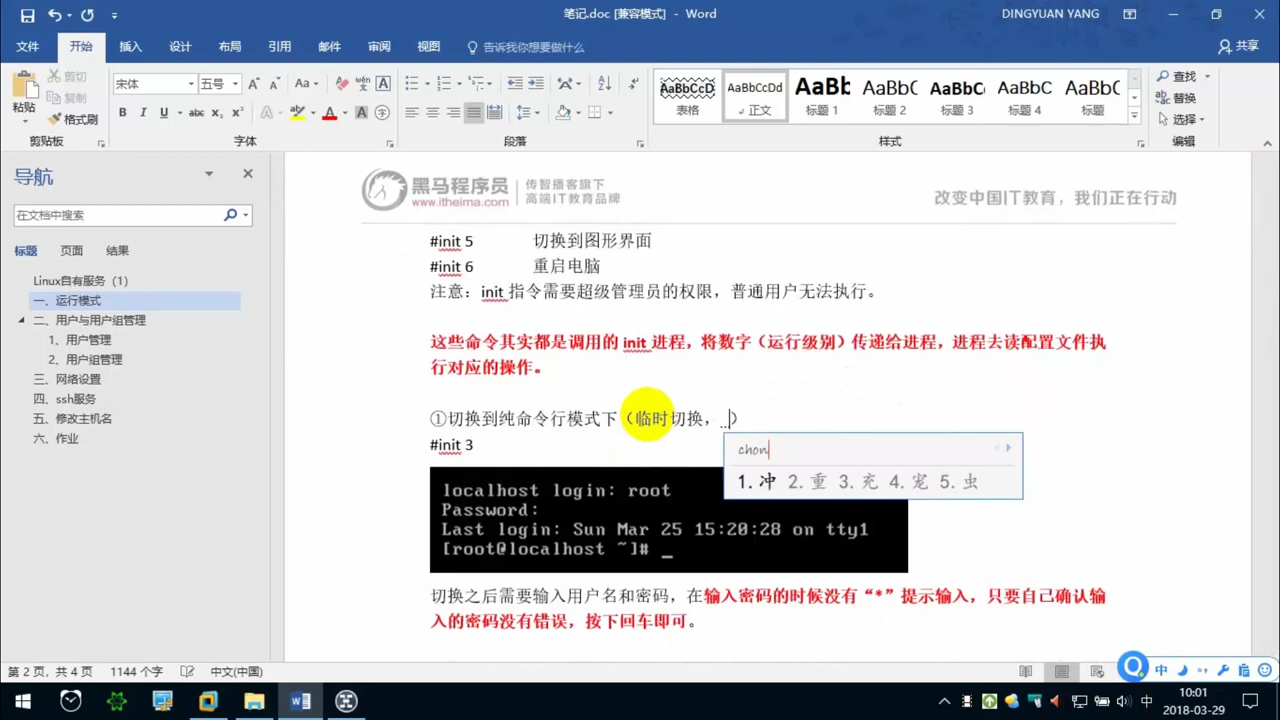 笔记.doc [兼容模式] - Word
DINGYUAN YANG
文件 开始 插入 设计 布局 引用 邮件 审阅 视图 告诉我你想要做什么 共享
粘贴 剪切 复制 格式刷
宋体 五号
AaBbCcD 表格
AaBbCcDd 正文
AaBb 标题 1
AaBbC 标题 2
AaBbC 标题 3
AaBbC 标题 4
AaBbC 标题
查找
替换
选择
剪贴板 字体 段落 样式 编辑
导航
在文档中搜索
标题 页面 结果
Linux自有服务（1）
一、运行模式
二、用户与用户组管理
1、用户管理
2、用户组管理
三、网络设置
四、ssh服务
五、修改主机名
六、作业
黑马程序员
www.itheima.com
传智播客旗下
高端IT教育品牌
改变中国IT教育，我们正在行动
#init 5 切换到图形界面
#init 6 重启电脑
注意：init 指令需要超级管理员的权限，普通用户无法执行。
这些命令其实都是调用的 init 进程，将数字（运行级别）传递给进程，进程去读配置文件执
行对应的操作。
①切换到纯命令行模式下（临时切换，）
#init 3
chon
1.冲 2.重 3.充 4.宠 5.虫
localhost login: root
Password:
Last login: Sun Mar 25 15:20:28 on tty1
[root@localhost ~]# _
切换之后需要输入用户名和密码，在输入密码的时候没有“*”提示输入，只要自己确认输
入的密码没有错误，按下回车即可。
第 2 页，共 4 页 1144 个字 中文(中国)
中
中
10:01
2018-03-29